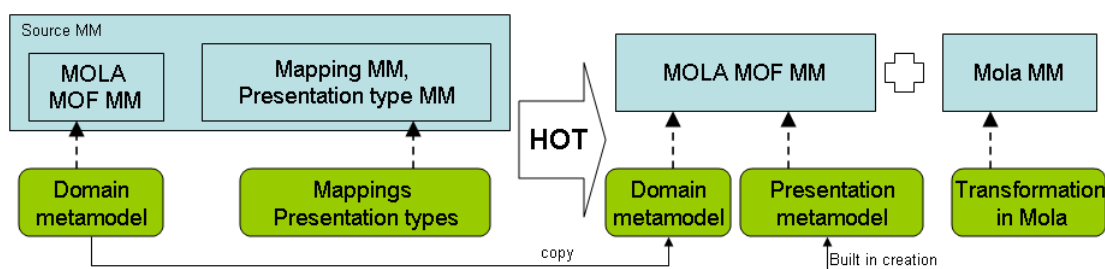 Source MM
MOLA
MOF MM
Mapping MM,
Presentation type MM
HOT
MOLA MOF MM
Mola MM
Domain
metamodel
Mappings
Presentation types
Domain
metamodel
Presentation
metamodel
Transformation
in Mola
copy
Built in creation